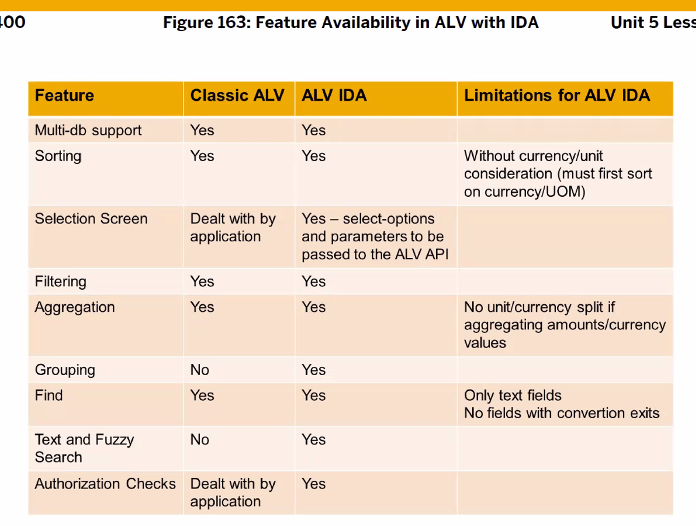 400 Figure 163: Feature Availability in ALV with IDA Unit 5 Less
Feature Classic ALV ALV IDA Limitations for ALV IDA
Multi-db support Yes Yes
Sorting Yes Yes Without currency/unit
consideration (must first sort
on currency/UOM)
Selection Screen Dealt with by Yes – select-options
application and parameters to be
passed to the ALV API
Filtering Yes Yes
Aggregation Yes Yes No unit/currency split if
aggregating amounts/currency
values
Grouping No Yes
Find Yes Yes Only text fields
No fields with convertion exits
Text and Fuzzy No Yes
Search
Authorization Checks Dealt with by Yes
application